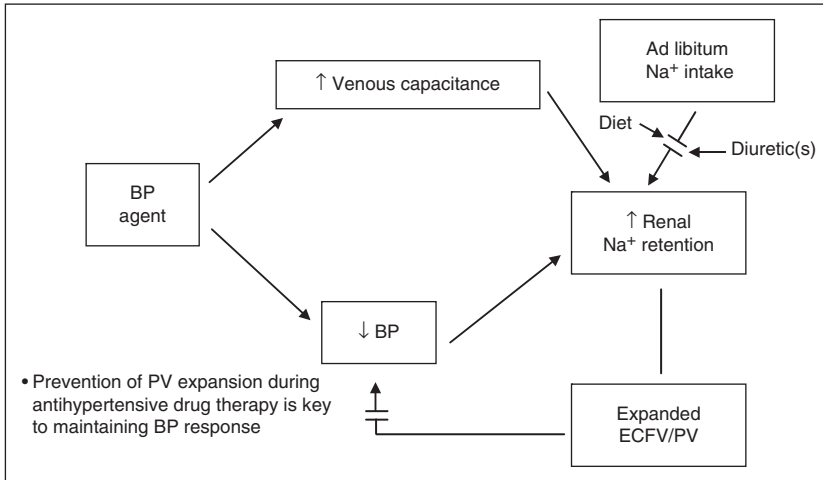 Ad libitum
Na⁺ intake
↑ Venous capacitance
Diet
Diuretic(s)
BP
agent
↑ Renal
Na⁺ retention
↓ BP
• Prevention of PV expansion during
antihypertensive drug therapy is key
to maintaining BP response
Expanded
ECFV/PV